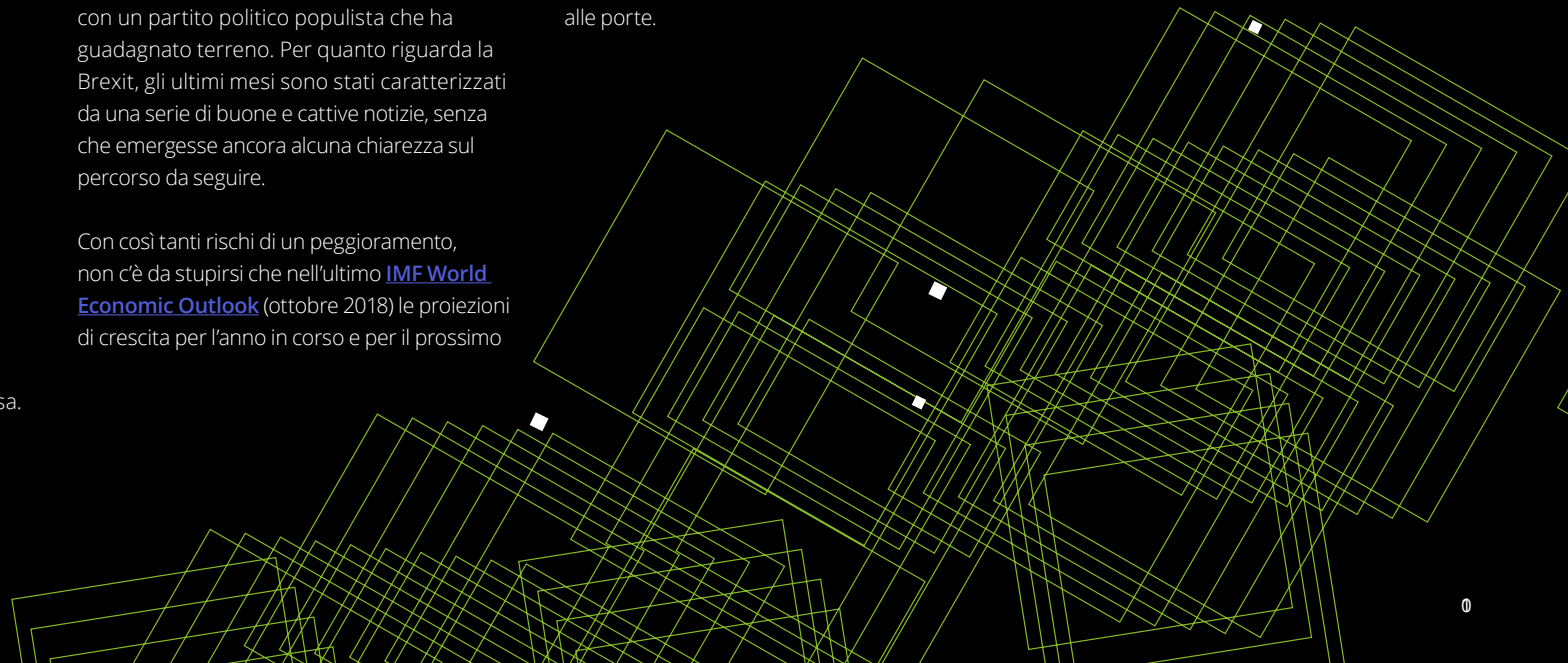 con un partito politico populista che ha
guadagnato terreno. Per quanto riguarda la
Brexit, gli ultimi mesi sono stati caratterizzati
da una serie di buone e cattive notizie, senza
che emergesse ancora alcuna chiarezza sul
percorso da seguire.
Con così tanti rischi di un peggioramento,
non c’è da stupirsi che nell’ultimo IMF World
Economic Outlook (ottobre 2018) le proiezioni
di crescita per l’anno in corso e per il prossimo
alle porte.
sa.